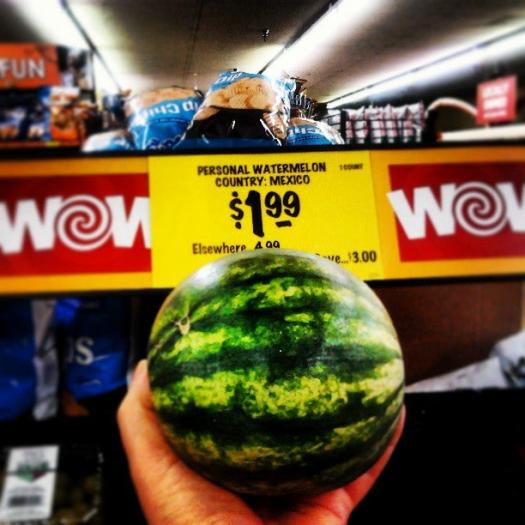 FUN
PERSONAL WATERMELON 1 COUNT
COUNTRY: MEXICO
$1.99
Elsewhere 4.99
$3.00
WOW
WOW